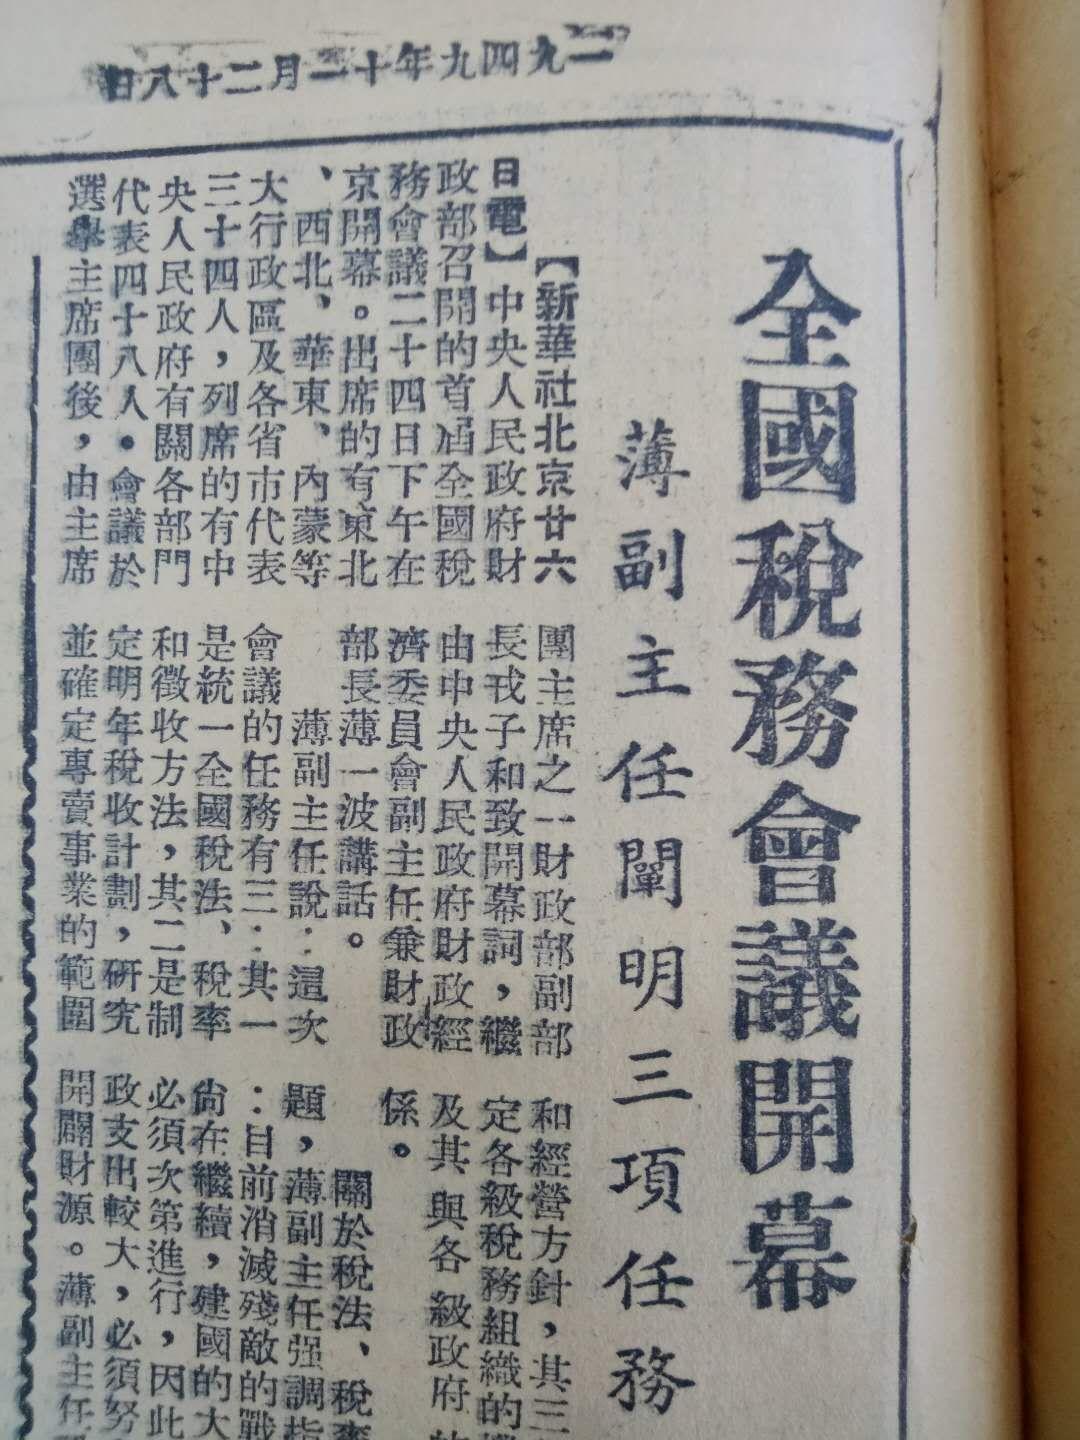 一九四九年十二月二十八日
全國稅務會議開幕
薄副主任闡明三項任務
【新華社北京廿六
日電】中央人民政府財
政部召開的首屆全國稅
務會議二十四日下午在
京開幕。出席的有東北
、西北，華東、內蒙等
大行政區及各省市代表
三十四人，列席的有中
央人民政府有關各部門
代表四十八人．會議於
選舉主席團後，由主席
團主席之一財政部副部
長戎子和致開幕詞，繼
由中央人民政府財政經
濟委員會副主任兼財政
部長薄一波講話。
薄副主任說：這次
會議的任務有三：其一
是統一全國稅法、稅率
和徵收方法，其二是制
定明年稅收計劃，研究
並確定專賣事業的範圍
和經營方針，其三
定各級稅務組織的
及其與各級政府的
係。
關於稅法、稅率
題，薄副主任强調指
：目前消滅殘敵的戰
尙在繼續，建國的大
必須次第進行，因此
政支出較大，必須努
開闢財源。薄副主任